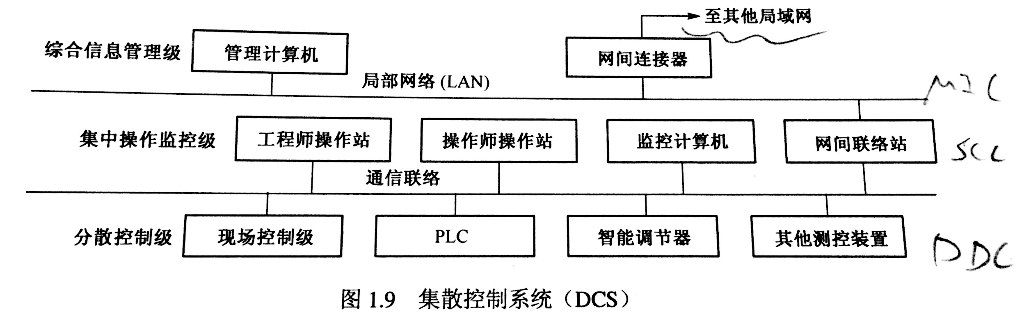 至其他局域网
综合信息管理级 管理计算机 网间连接器
局部网络(LAN)
集中操作监控级 工程师操作站 操作师操作站 监控计算机 网间联络站
通信联络
分散控制级 现场控制级 PLC 智能调节器 其他测控装置
DDC
图 1.9 集散控制系统（DCS）